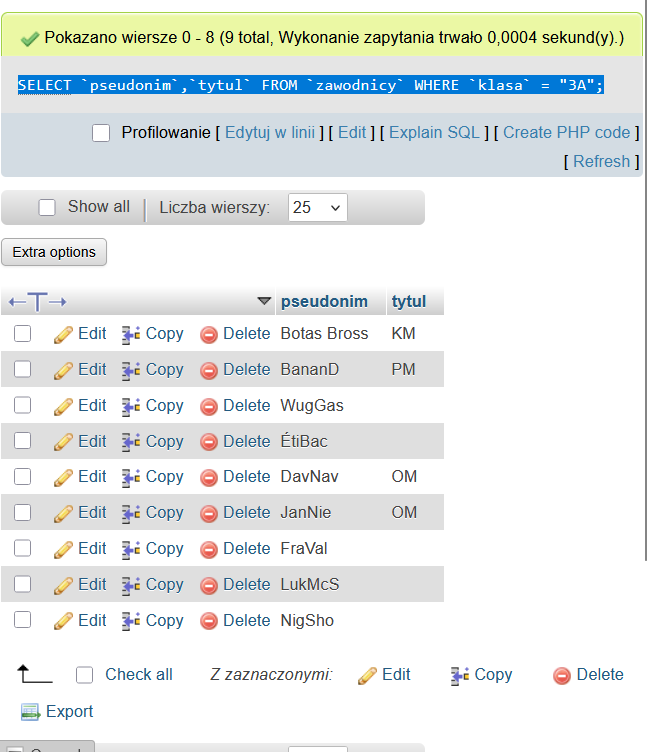 Pokazano wiersze 0 - 8 (9 total, Wykonanie zapytania trwało 0,0004 sekund(y).)
SELECT `pseudonim`,`tytul` FROM `zawodnicy` WHERE `klasa` = "3A";
Profilowanie [ Edytuj w linii ] [ Edit ] [ Explain SQL ] [ Create PHP code ]
[ Refresh ]
Show all | Liczba wierszy: 25
Extra options
←T→ pseudonim tytul
Edit Copy Delete Botas Bross KM
Edit Copy Delete BananD PM
Edit Copy Delete WugGas
Edit Copy Delete ÉtiBac
Edit Copy Delete DavNav OM
Edit Copy Delete JanNie OM
Edit Copy Delete FraVal
Edit Copy Delete LukMcS
Edit Copy Delete NigSho
Check all Z zaznaczonymi: Edit Copy Delete
Export